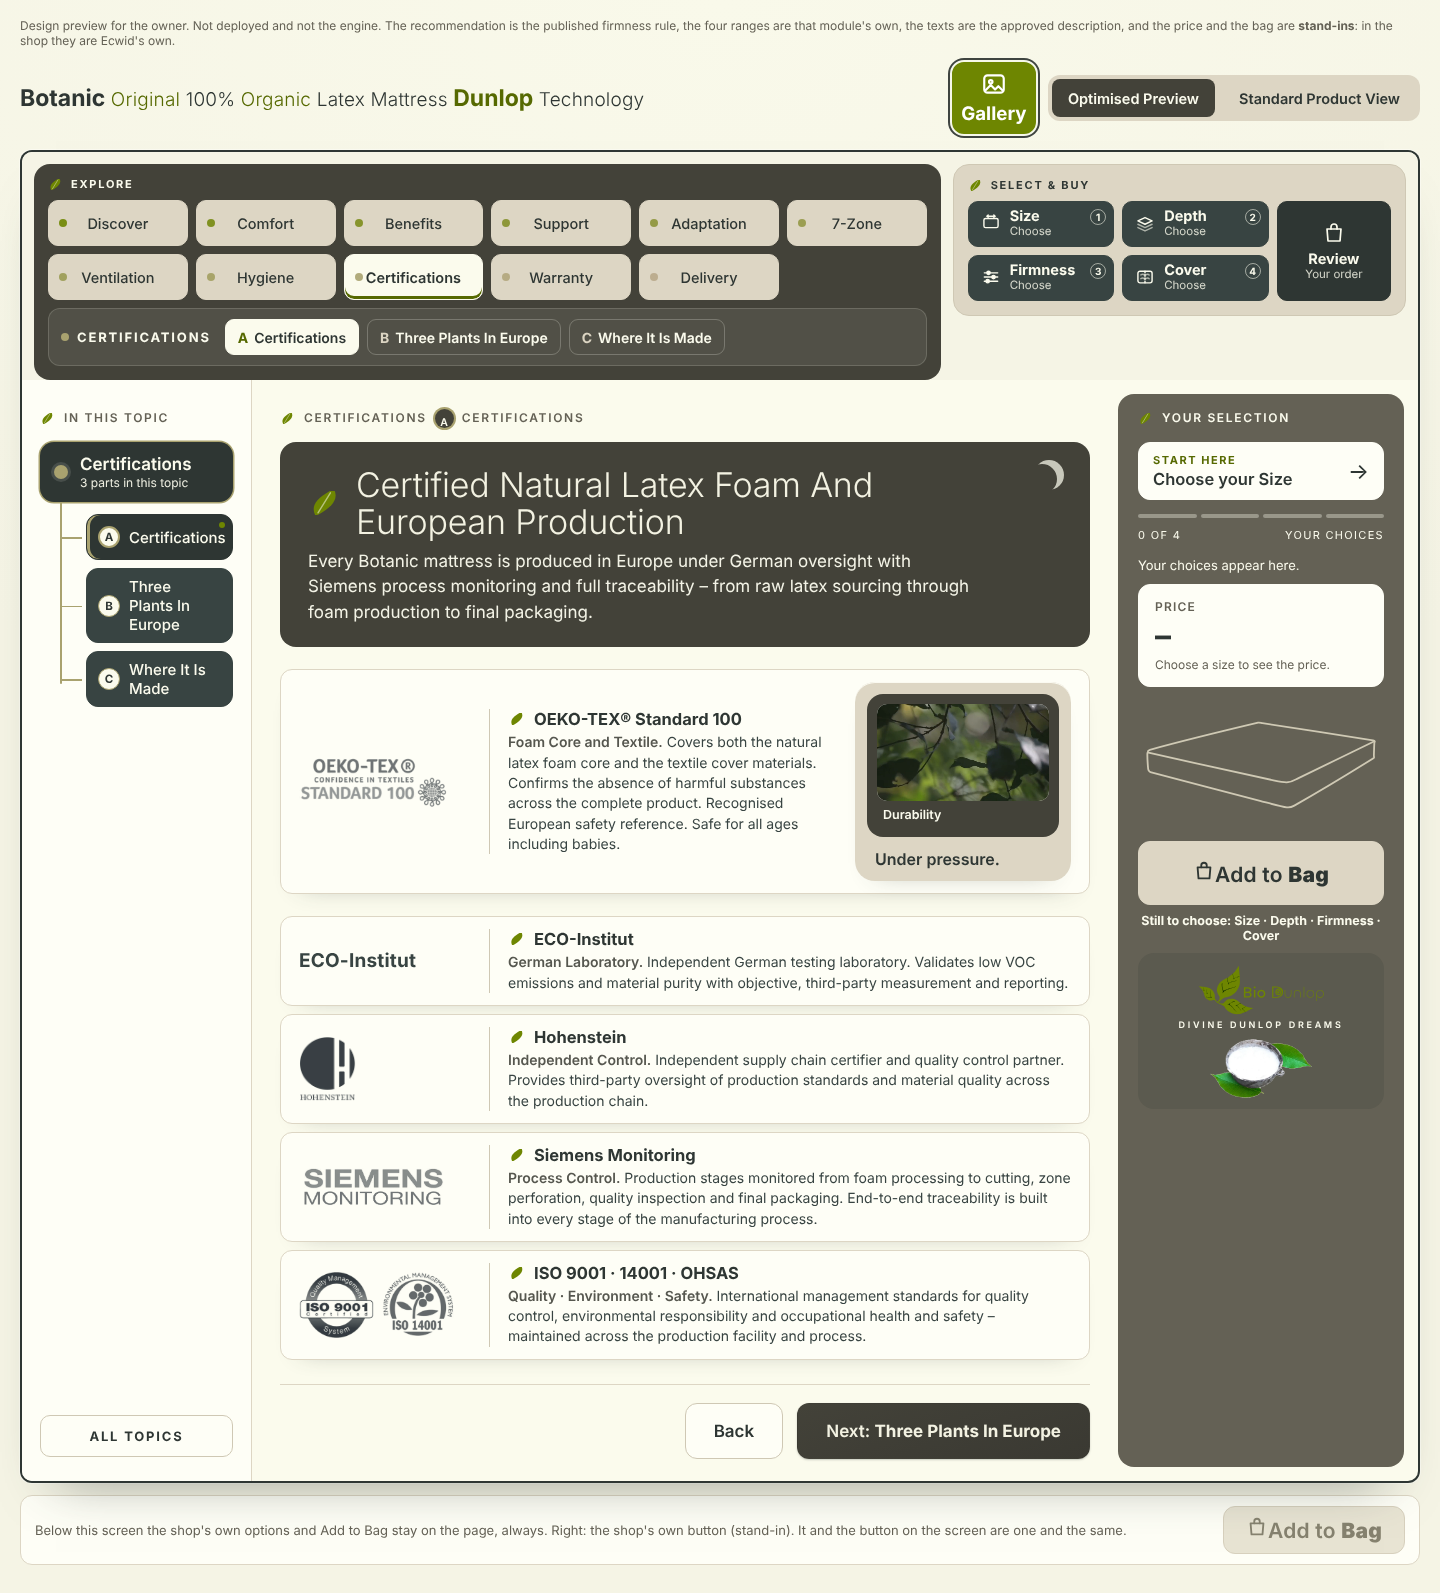 Design preview for the owner. Not deployed and not the engine. The recommendation is the published firmness rule, the four ranges are that module's own, the texts are the approved description, and the price and the bag are stand-ins: in the
shop they are Ecwid's own.
Botanic Original 100% Organic Latex Mattress Dunlop Technology
Gallery
Optimised Preview
Standard Product View
EXPLORE
Discover
Comfort
Benefits
Support
Adaptation
7-Zone
Ventilation
Hygiene
Certifications
Warranty
Delivery
CERTIFICATIONS
A Certifications
B Three Plants In Europe
C Where It Is Made
SELECT & BUY
Size
Choose
1
Depth
Choose
2
Firmness
Choose
3
Cover
Choose
4
Review
Your order
IN THIS TOPIC
Certifications
3 parts in this topic
A Certifications
B Three
Plants In
Europe
C Where It Is
Made
ALL TOPICS
CERTIFICATIONS A CERTIFICATIONS
Certified Natural Latex Foam And
European Production
Every Botanic mattress is produced in Europe under German oversight with
Siemens process monitoring and full traceability – from raw latex sourcing through
foam production to final packaging.
OEKO-TEX®
CONFIDENCE IN TEXTILES
STANDARD 100
OEKO-TEX® Standard 100
Foam Core and Textile. Covers both the natural
latex foam core and the textile cover materials.
Confirms the absence of harmful substances
across the complete product. Recognised
European safety reference. Safe for all ages
including babies.
Durability
Under pressure.
ECO-Institut
ECO-Institut
German Laboratory. Independent German testing laboratory. Validates low VOC
emissions and material purity with objective, third-party measurement and reporting.
HOHENSTEIN
Hohenstein
Independent Control. Independent supply chain certifier and quality control partner.
Provides third-party oversight of production standards and material quality across
the production chain.
SIEMENS
MONITORING
Siemens Monitoring
Process Control. Production stages monitored from foam processing to cutting, zone
perforation, quality inspection and final packaging. End-to-end traceability is built
into every stage of the manufacturing process.
Quality Management
ISO 9001
Certified
System
ENVIRONMENTAL MANAGEMENT SYSTEM
ISO 14001
ISO 9001 · 14001 · OHSAS
Quality · Environment · Safety. International management standards for quality
control, environmental responsibility and occupational health and safety –
maintained across the production facility and process.
Back
Next: Three Plants In Europe
YOUR SELECTION
START HERE
Choose your Size
0 OF 4
YOUR CHOICES
Your choices appear here.
PRICE
–
Choose a size to see the price.
Add to Bag
Still to choose: Size · Depth · Firmness ·
Cover
Bio Dunlop
DIVINE DUNLOP DREAMS
Below this screen the shop's own options and Add to Bag stay on the page, always. Right: the shop's own button (stand-in). It and the button on the screen are one and the same.
Add to Bag